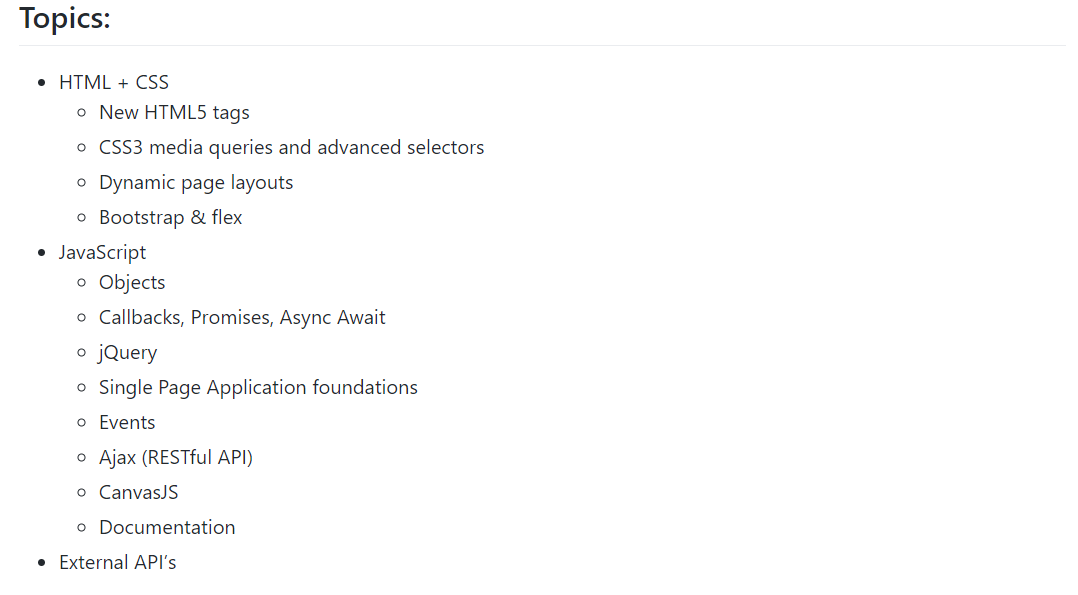 Topics:
HTML + CSS
New HTML5 tags
CSS3 media queries and advanced selectors
Dynamic page layouts
Bootstrap & flex
JavaScript
Objects
Callbacks, Promises, Async Await
jQuery
Single Page Application foundations
Events
Ajax (RESTful API)
CanvasJS
Documentation
External API’s